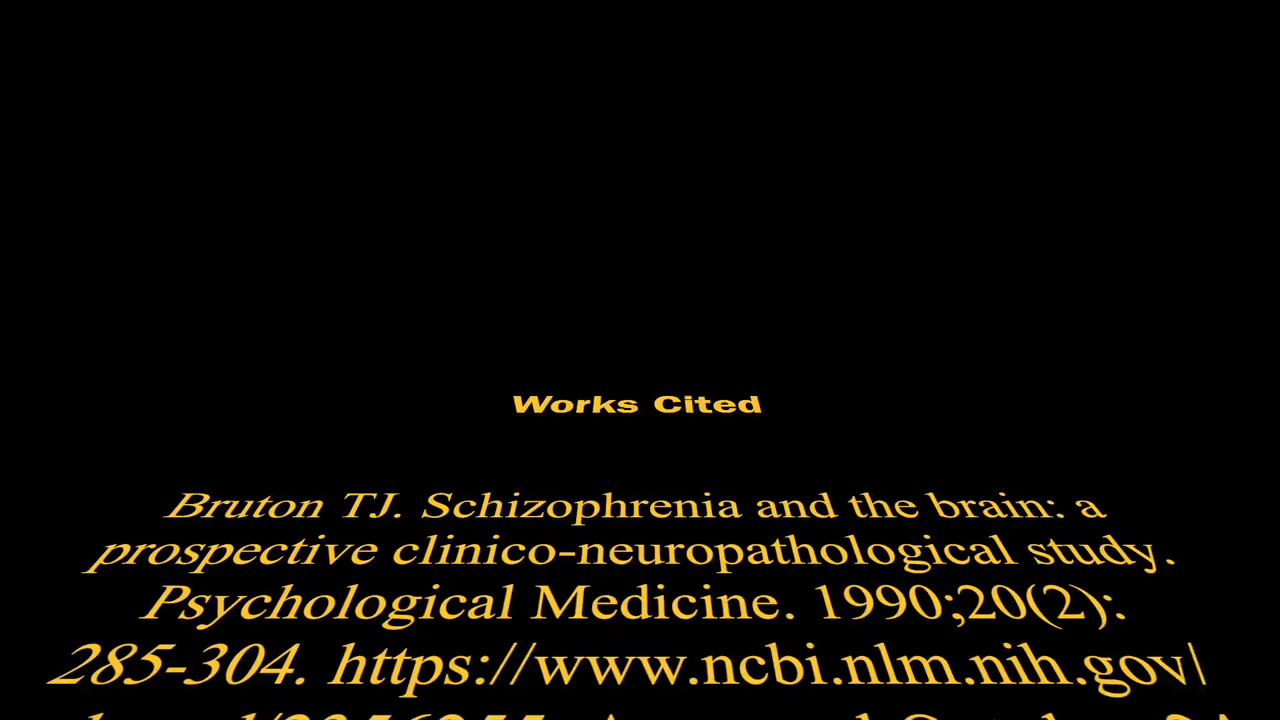 Works Cited
Bruton TJ. Schizophrenia and the brain: a
prospective clinico-neuropathological study.
Psychological Medicine. 1990;20(2):
285-304. https://www.ncbi.nlm.nih.gov/